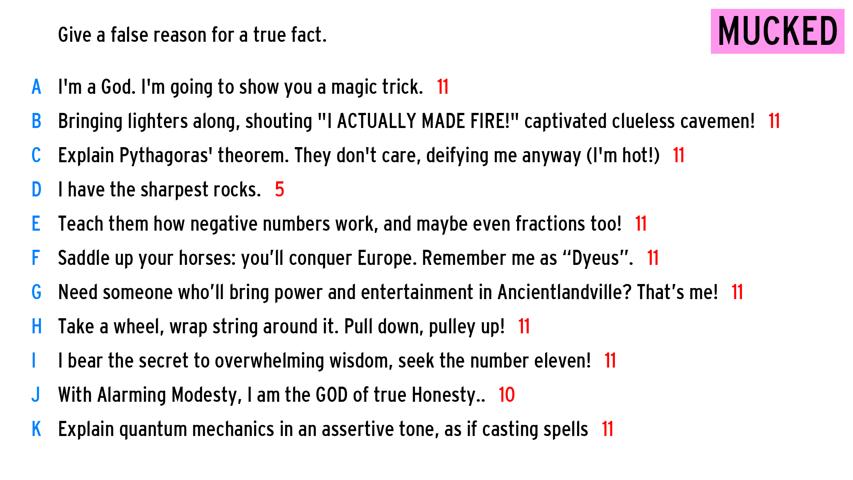 Give a false reason for a true fact.
MUCKED
A I'm a God. I'm going to show you a magic trick. 11
B Bringing lighters along, shouting "I ACTUALLY MADE FIRE!" captivated clueless cavemen! 11
C Explain Pythagoras' theorem. They don't care, deifying me anyway (I'm hot!) 11
D I have the sharpest rocks. 5
E Teach them how negative numbers work, and maybe even fractions too! 11
F Saddle up your horses: you’ll conquer Europe. Remember me as “Dyeus”. 11
G Need someone who’ll bring power and entertainment in Ancientlandville? That’s me! 11
H Take a wheel, wrap string around it. Pull down, pulley up! 11
I I bear the secret to overwhelming wisdom, seek the number eleven! 11
J With Alarming Modesty, I am the GOD of true Honesty.. 10
K Explain quantum mechanics in an assertive tone, as if casting spells 11